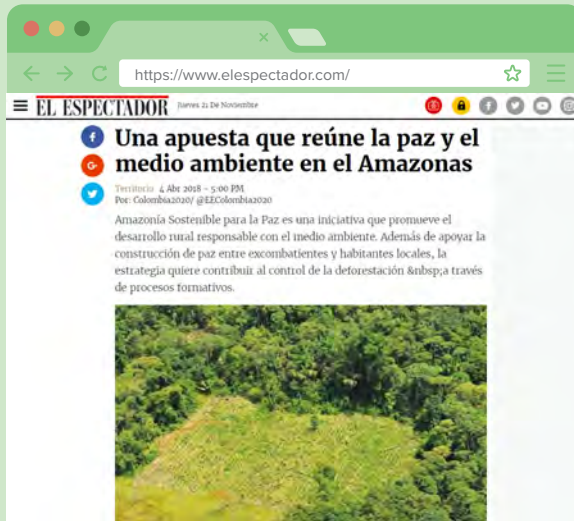 https://www.elespectador.com/
EL ESPECTADOR
Jueves 21 De Noviembre
Una apuesta que reúne la paz y el
medio ambiente en el Amazonas
Territorio 4 Abr 2018 - 5:00 PM
Por: Colombia2020/ @EEColombia2020
Amazonía Sostenible para la Paz es una iniciativa que promueve el
desarrollo rural responsable con el medio ambiente. Además de apoyar la
construcción de paz entre excombatientes y habitantes locales, la
estrategia quiere contribuir al control de la deforestación &nbsp;a través
de procesos formativos.